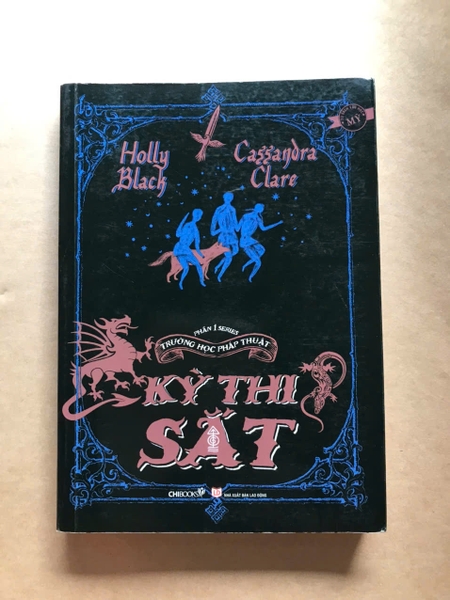 Holly
Black
Cassandra
Clare
MỸ
PHẦN 1 SERIES
TRƯỜNG HỌC PHÁP THUẬT
KỲ THI
SẮT
CHIBOOKS
NHÀ XUẤT BẢN LAO ĐỘNG